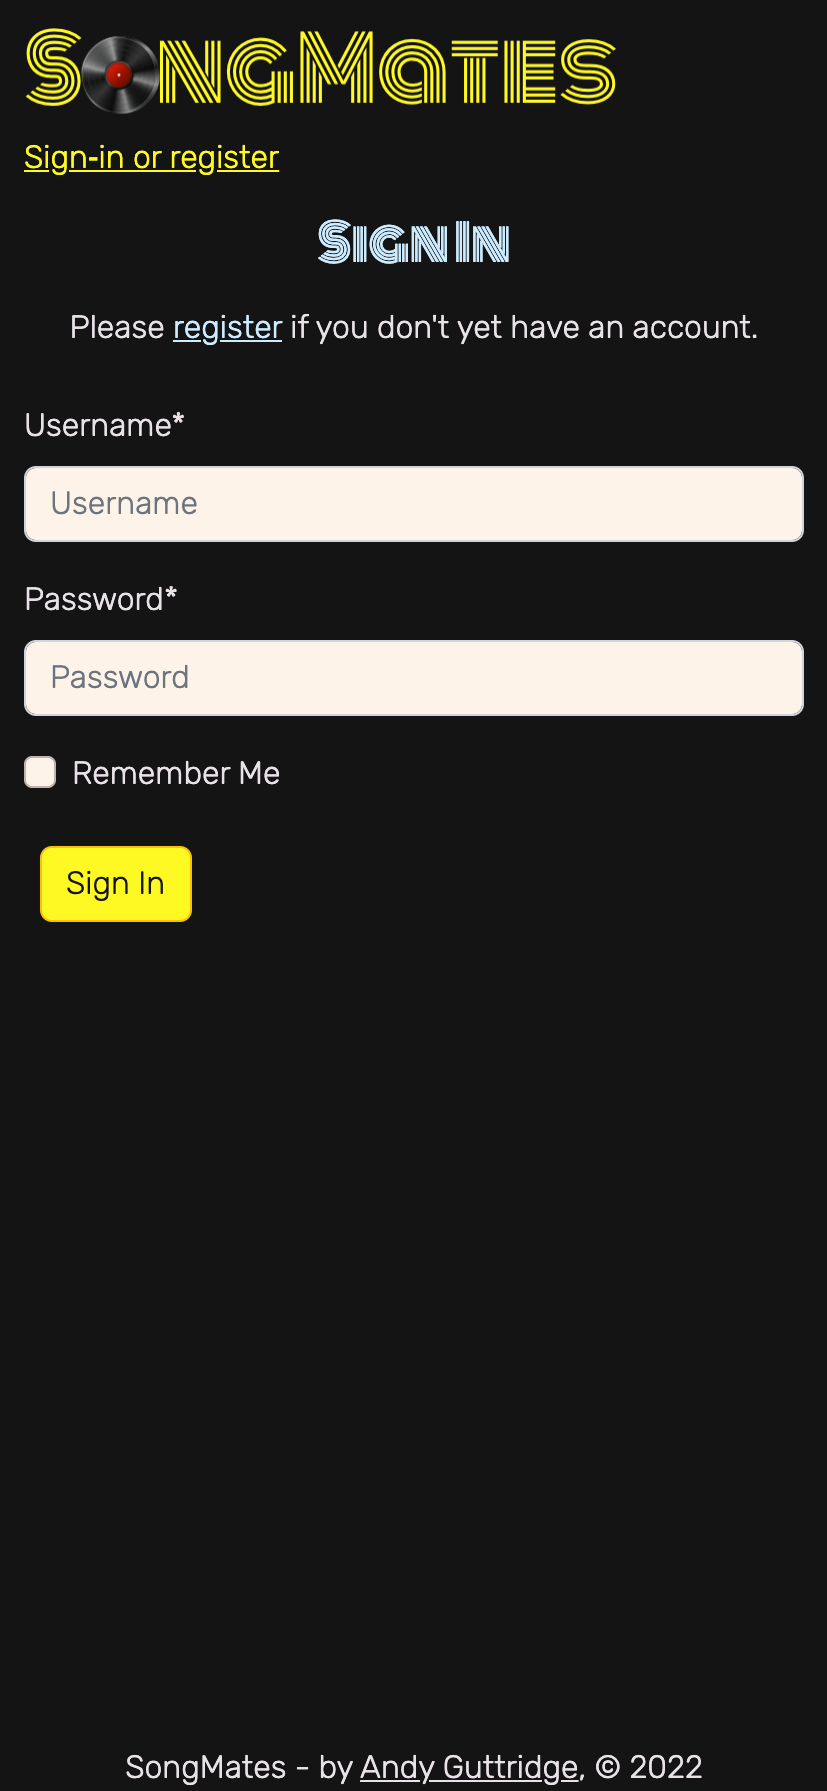 SongMates
Sign-in or register
Sign In
Please register if you don't yet have an account.
Username*
Username
Password*
Password
Remember Me
Sign In
SongMates - by Andy Guttridge, © 2022